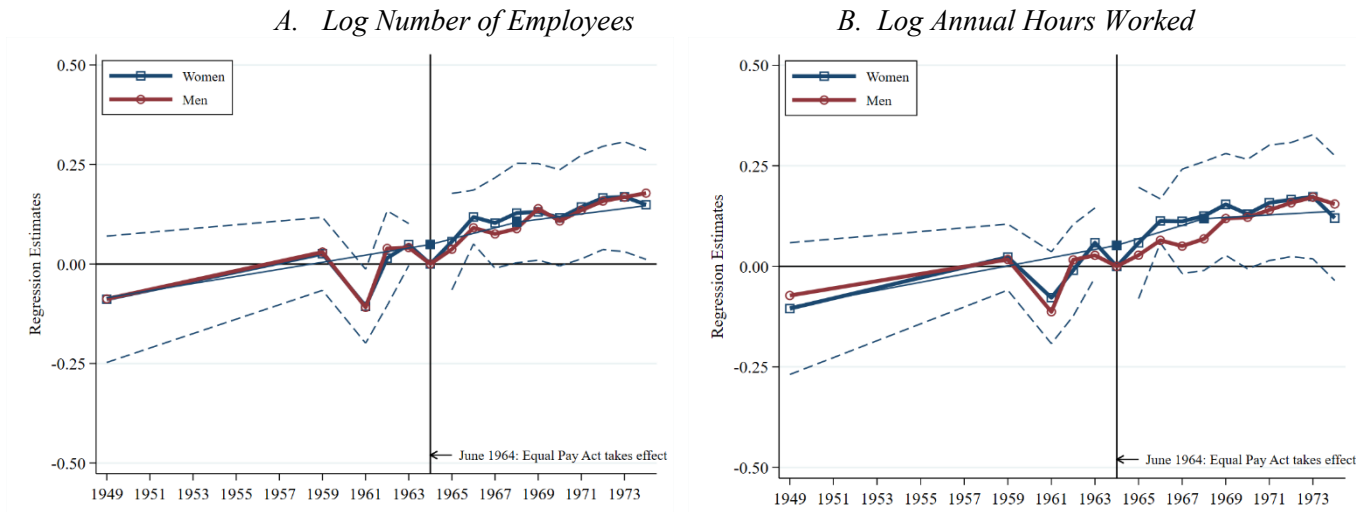 A. Log Number of Employees
0.50
Women
Men
0.25
0.00
-0.25
-0.50
Regression Estimates
June 1964: Equal Pay Act takes effect
1949 1951 1953 1955 1957 1959 1961 1963 1965 1967 1969 1971 1973
B. Log Annual Hours Worked
0.50
Women
Men
0.25
0.00
-0.25
-0.50
Regression Estimates
June 1964: Equal Pay Act takes effect
1949 1951 1953 1955 1957 1959 1961 1963 1965 1967 1969 1971 1973